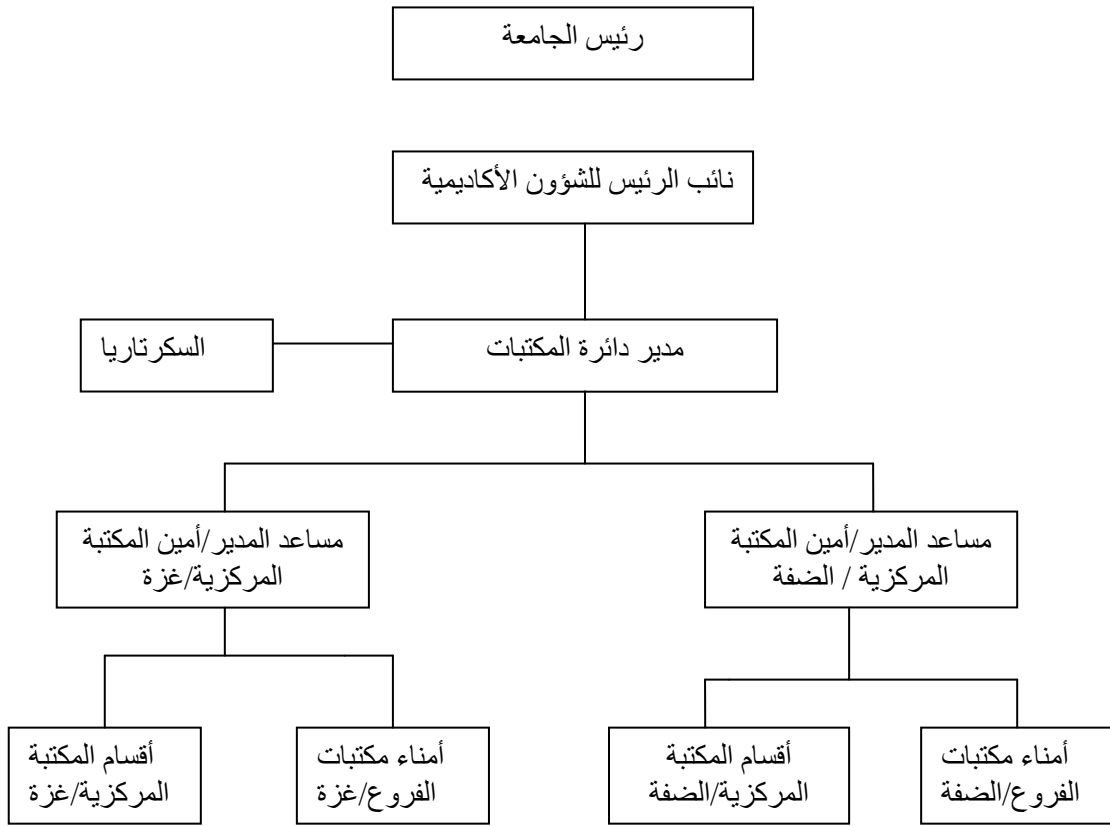 رئيس الجامعة
نائب الرئيس للشؤون الأكاديمية
مدير دائرة المكتبات
السكرتاريا
مساعد المدير/أمين المكتبة
المركزية / الضفة
مساعد المدير/أمين المكتبة
المركزية/غزة
أمناء مكتبات
الفروع/الضفة
أقسام المكتبة
المركزية/الضفة
أمناء مكتبات
الفروع/غزة
أقسام المكتبة
المركزية/غزة